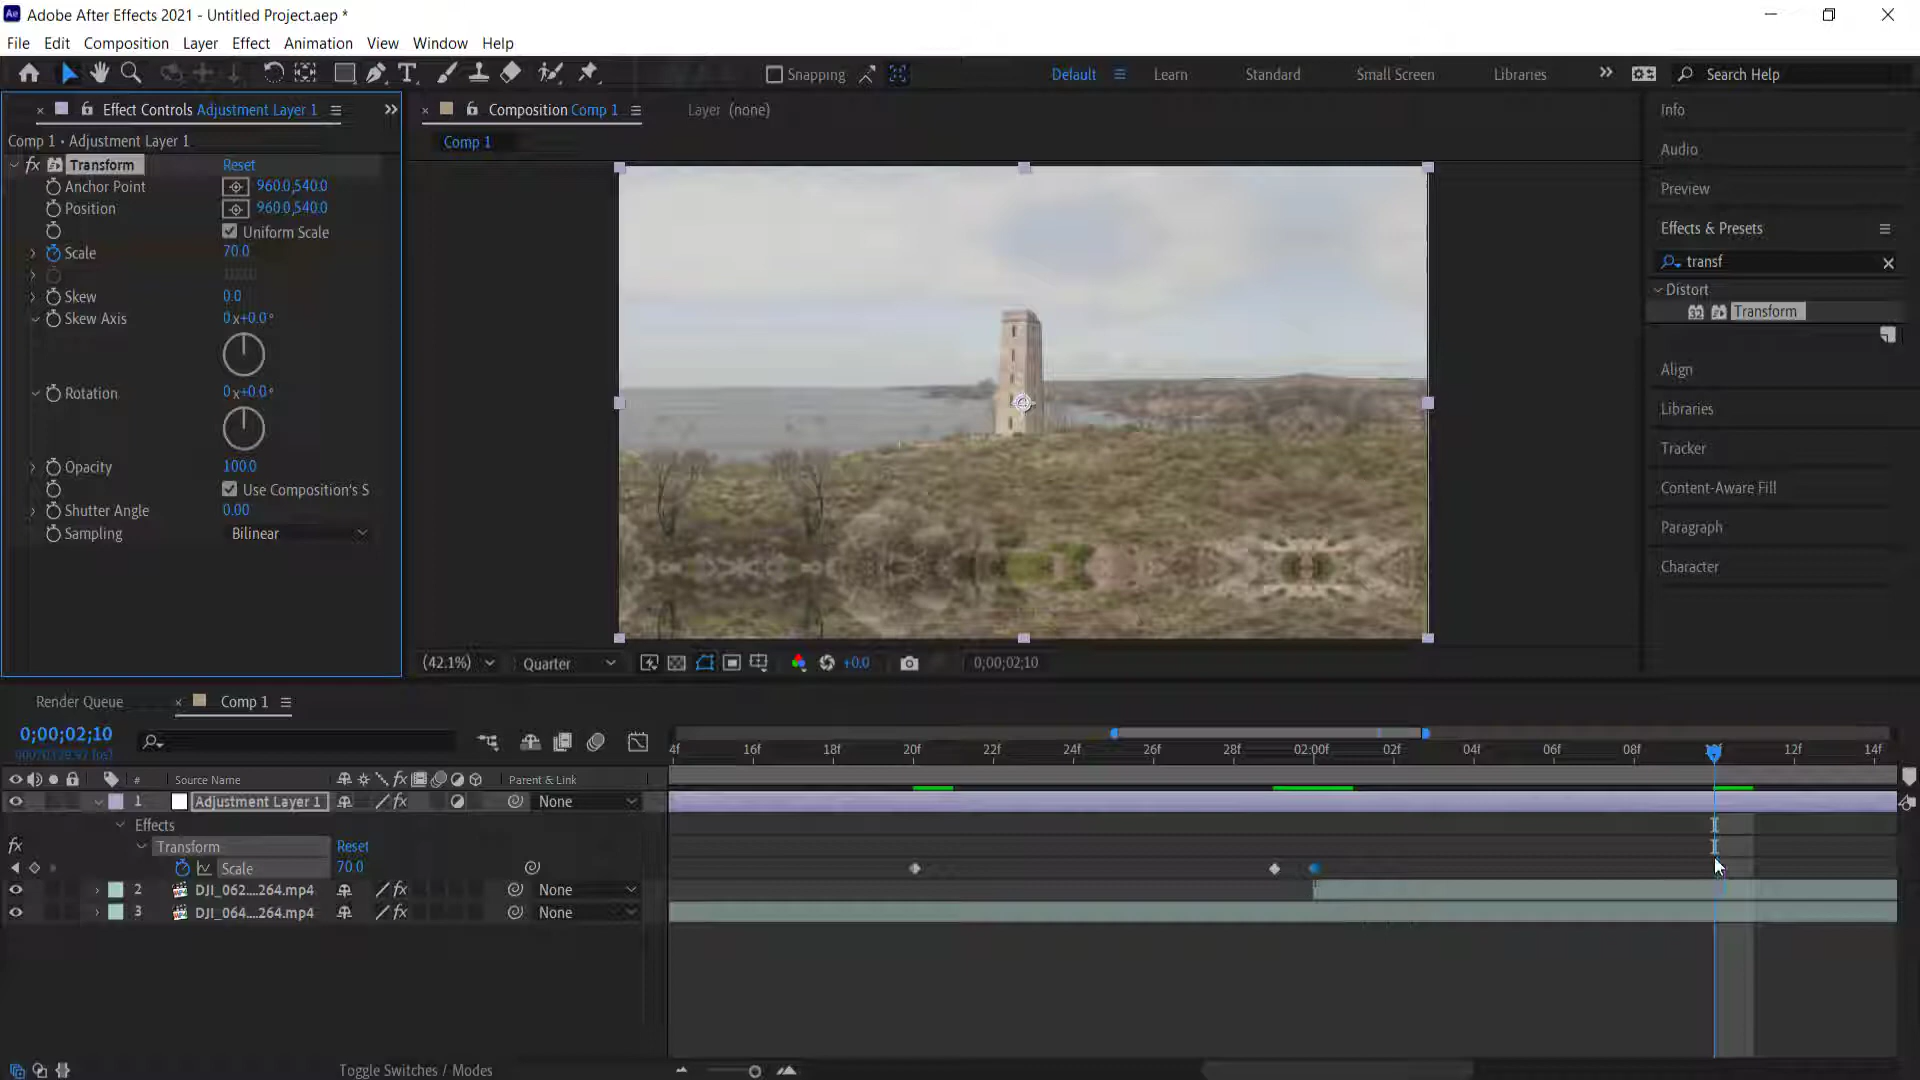 Adobe After Effects 2021 - Untitled Project.aep *
File Edit Composition Layer Effect Animation View Window Help
Snapping Default Learn Standard Small Screen Libraries Search Help
Effect Controls Adjustment Layer 1
Composition Comp 1
Layer (none)
Comp 1 • Adjustment Layer 1
Comp 1
fx Transform Reset
Anchor Point 960.0,540.0
Position 960.0,540.0
Uniform Scale
Scale 70.0
Skew 0.0
Skew Axis 0x+0.0°
Rotation 0x+0.0°
Opacity 100.0
Use Composition's S
Shutter Angle 0.00
Sampling Bilinear
(42.1%) Quarter +0.0 0;00;02;10
Info
Audio
Preview
Effects & Presets
transf
Distort
32 Transform
Align
Libraries
Tracker
Content-Aware Fill
Paragraph
Character
Render Queue
Comp 1
0;00;02;10
4f 16f 18f 20f 22f 24f 26f 28f 02:00f 02f 04f 06f 08f 12f 14f
# Source Name fx Parent & Link
1 Adjustment Layer 1 None
Effects
fx Transform Reset
Scale 70.0
2 DJI_062....264.mp4 fx None
3 DJI_064....264.mp4 fx None
Toggle Switches / Modes